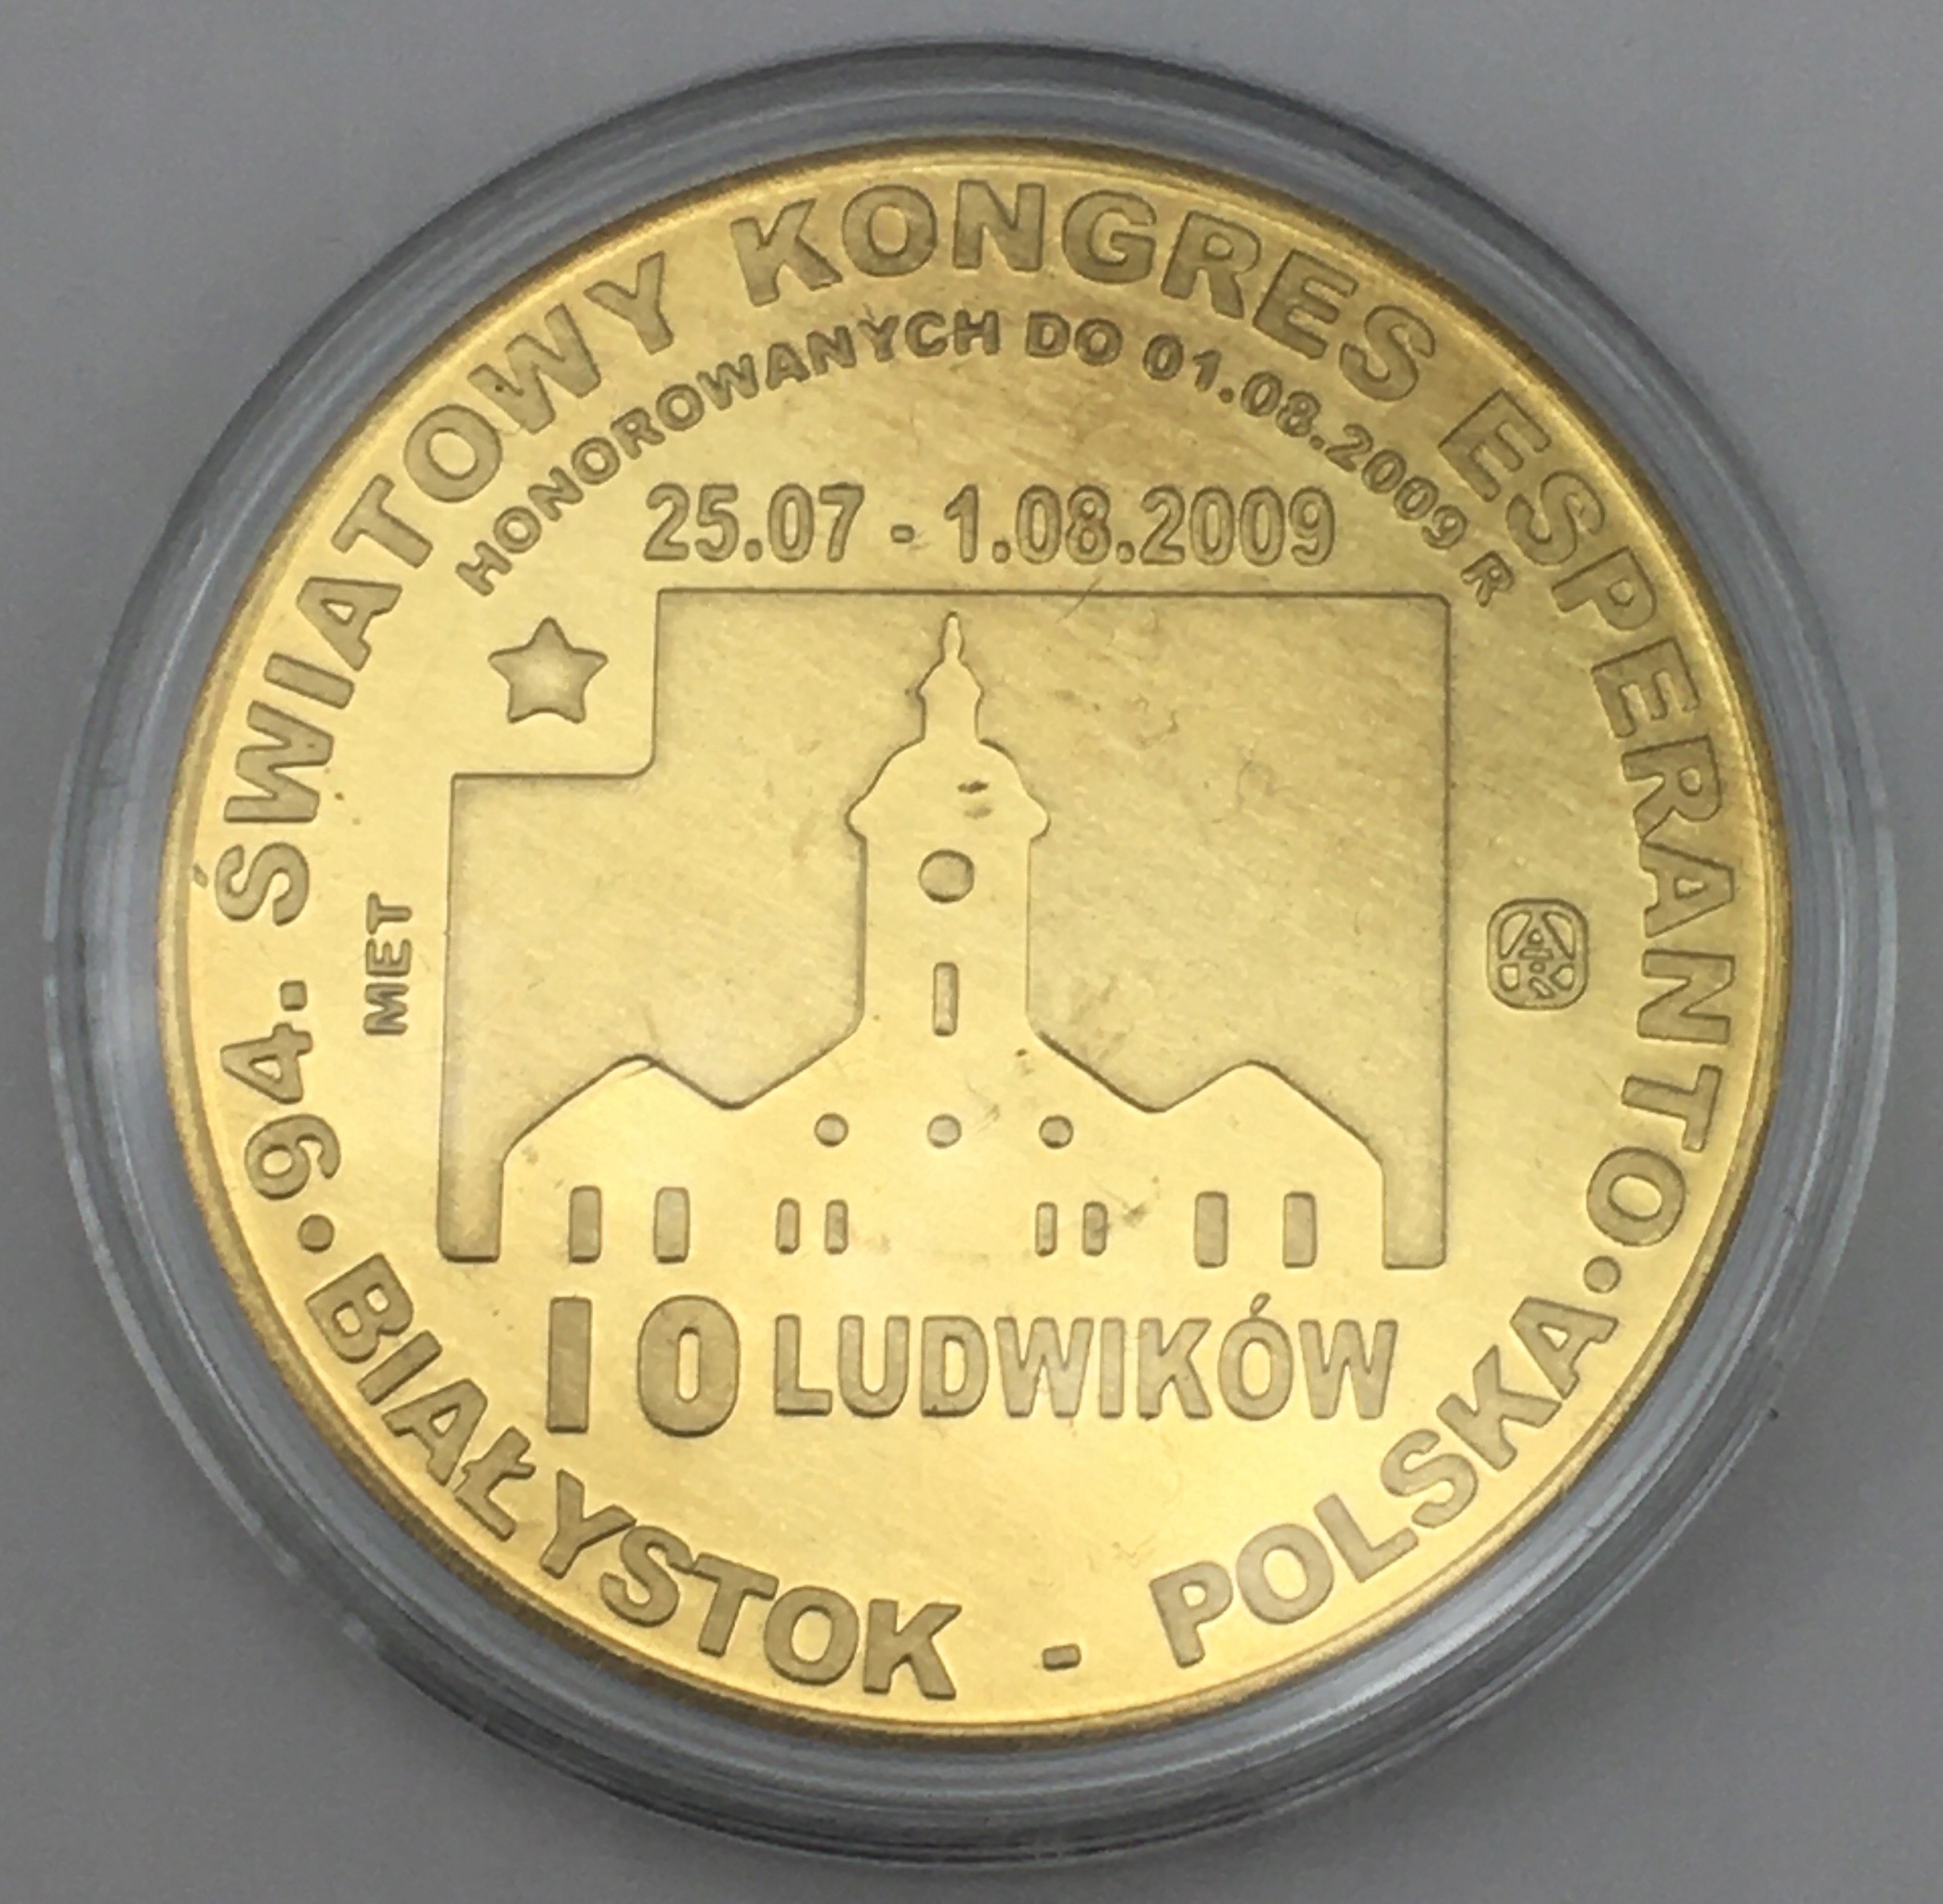 94. ŚWIATOWY KONGRES ESPERANTO
HONOROWANYCH DO 01.08.2009 R
25.07 - 1.08.2009
MET
10 LUDWIKÓW
BIAŁYSTOK - POLSKA